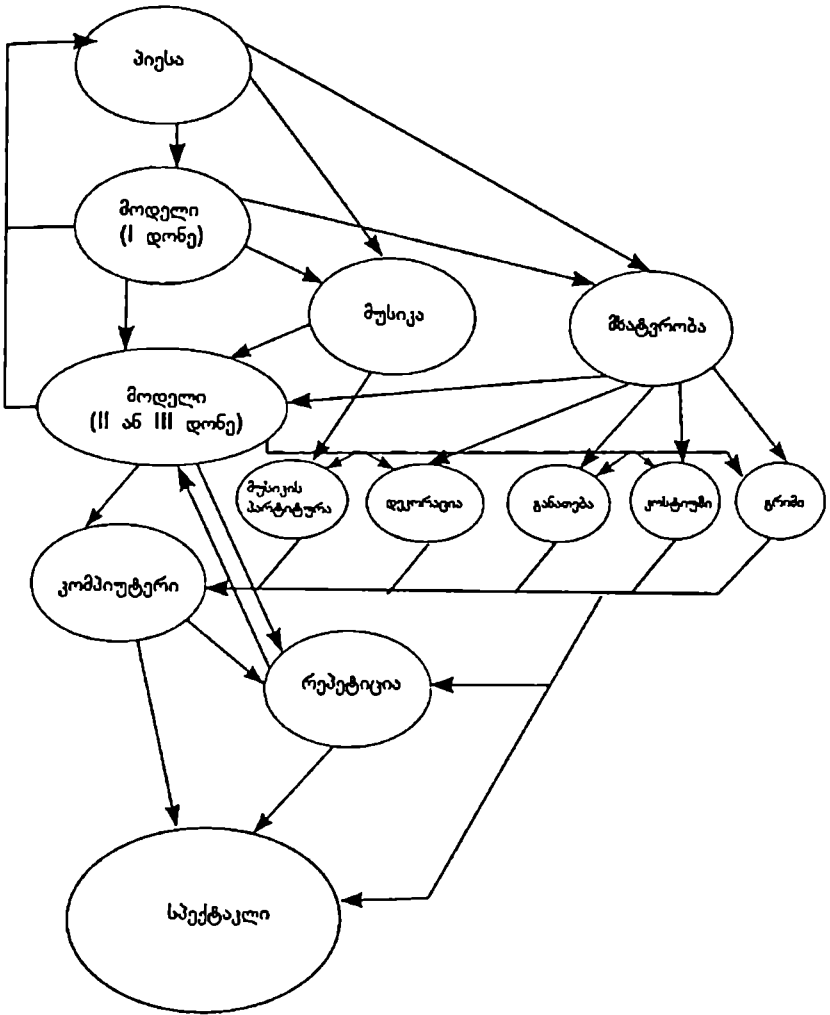 პიესა
მოდელი
(I დონე)
მუსიკა
მხატვრობა
მოდელი
(II ან III დონე)
მუსიკის
პარტიტურა
დეკორაცია
განათება
კოსტიუმი
გრიმი
კომპიუტერი
რეპეტიცია
სპექტაკლი